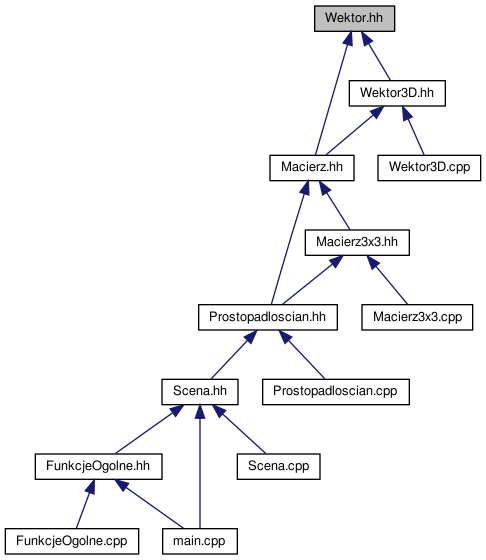 Wektor.hh
Wektor3D.hh
Macierz.hh
Wektor3D.cpp
Macierz3x3.hh
Prostopadloscian.hh
Macierz3x3.cpp
Scena.hh
Prostopadloscian.cpp
FunkcjeOgolne.hh
Scena.cpp
FunkcjeOgolne.cpp
main.cpp